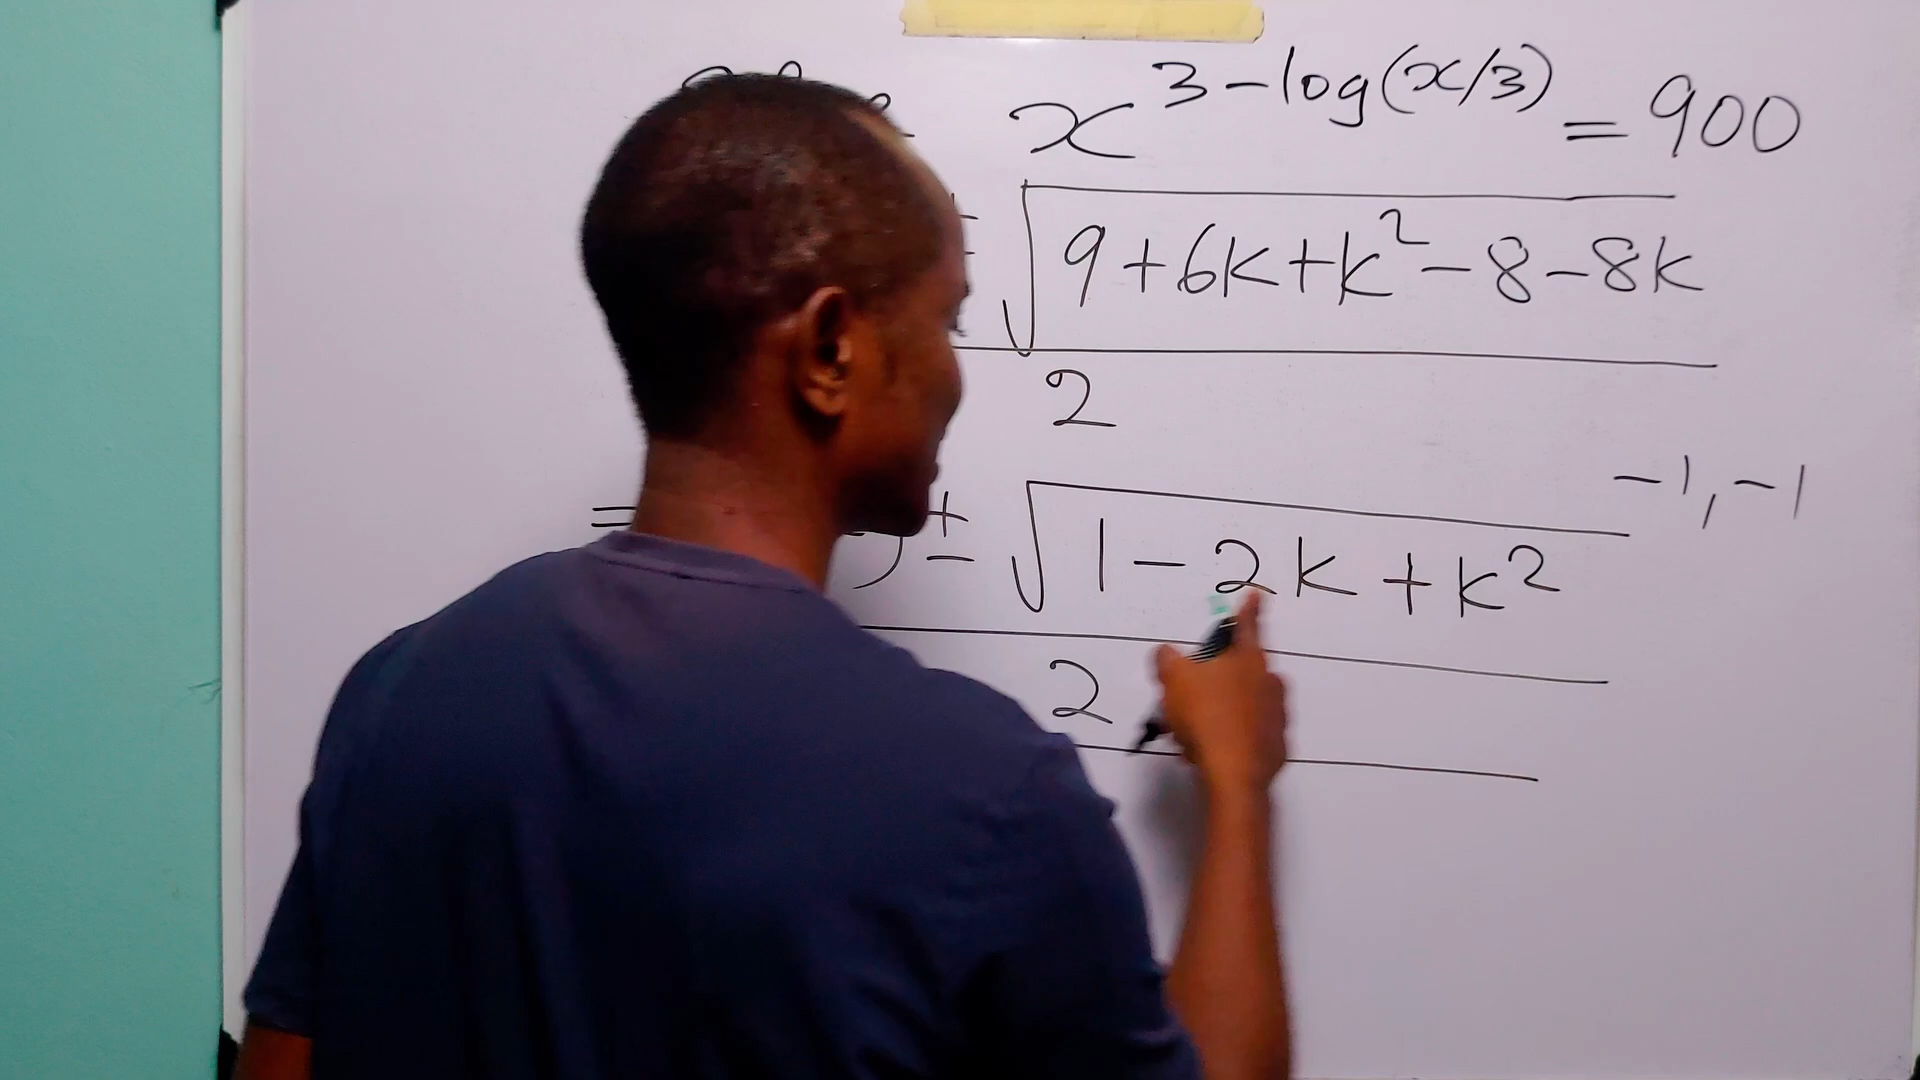 x^{3-log(x/3)} = 900
± √(9+6k+k²-8-8k)
2
-1, -1
= ) ± √(1-2k+k²)
2